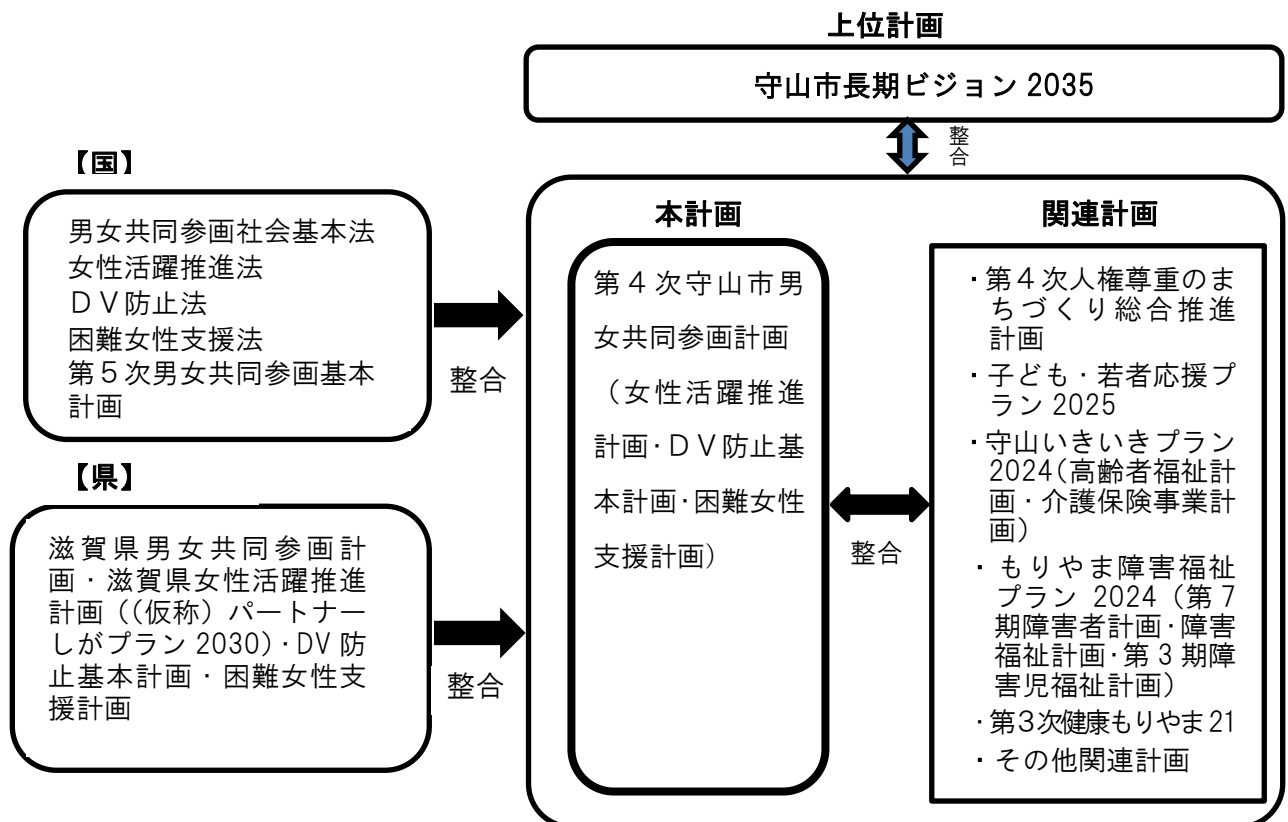 上位計画
守山市長期ビジョン 2035
整合
【国】
男女共同参画社会基本法
女性活躍推進法
ＤＶ防止法
困難女性支援法
第５次男女共同参画基本
計画
整合
【県】
滋賀県男女共同参画計
画・滋賀県女性活躍推進
計画（(仮称）パートナー
しがプラン 2030）・DV 防
止基本計画・困難女性支
援計画
整合
本計画
第４次守山市男
女共同参画計画
（女性活躍推進
計画・ＤＶ防止基
本計画・困難女性
支援計画）
整合
関連計画
・第４次人権尊重のま
ちづくり総合推進
計画
・子ども・若者応援プ
ラン 2025
・守山いきいきプラン
2024（高齢者福祉計
画・介護保険事業計
画）
・もりやま障害福祉
プラン 2024（第７
期障害者計画・障害
福祉計画・第３期障
害児福祉計画）
・第３次健康もりやま 21
・その他関連計画